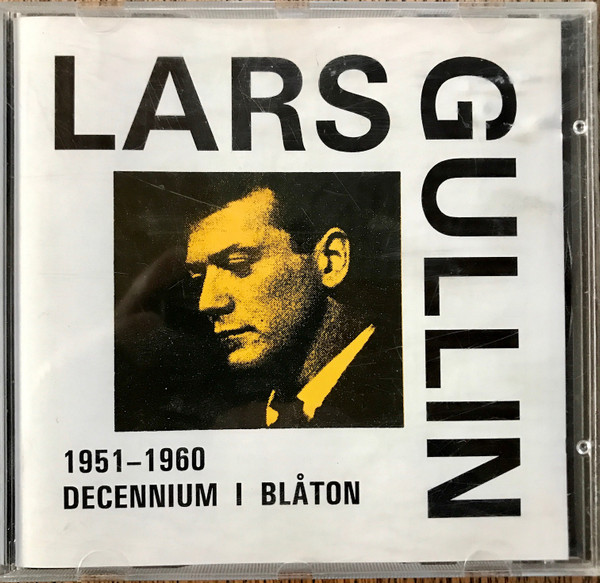 LARS
GULLIN
1951–1960
DECENNIUM I BLÅTON